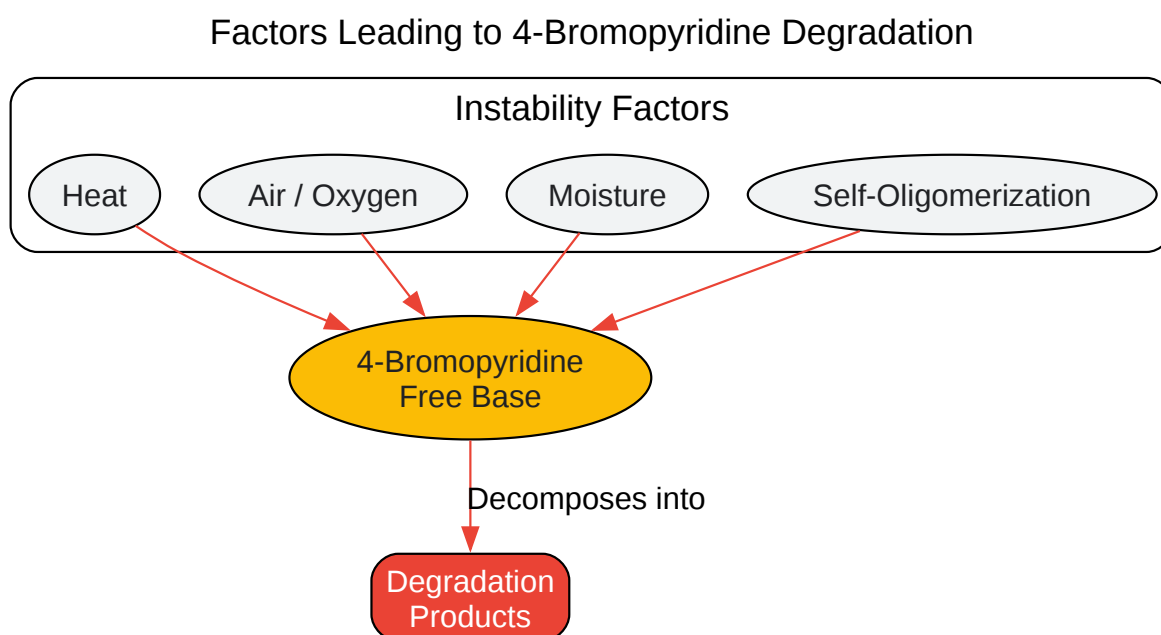 Factors Leading to 4-Bromopyridine Degradation
Instability Factors
Heat
Air / Oxygen
Moisture
Self-Oligomerization
4-Bromopyridine
Free Base
Decomposes into
Degradation
Products